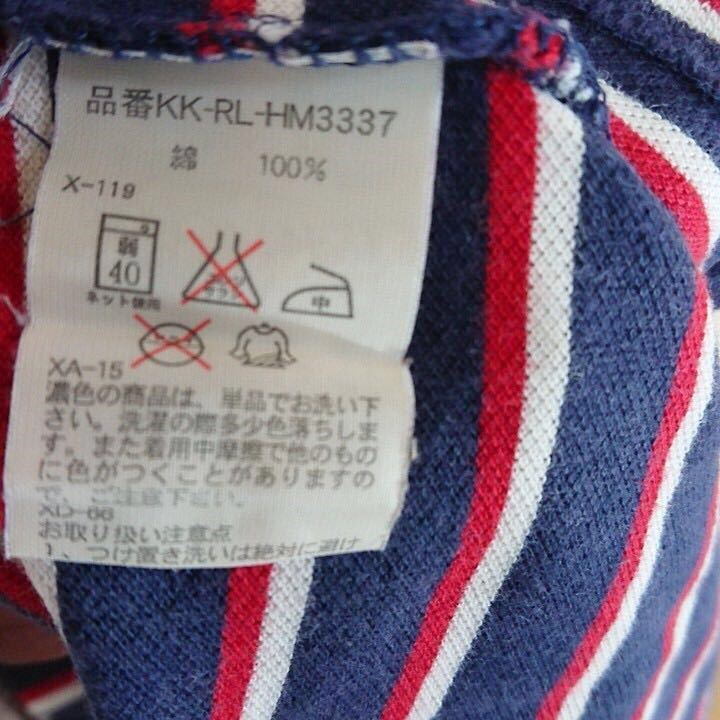 品番KK-RL-HM3337
綿 100%
X-119
弱
40
ネット使用
中
XA-15
濃色の商品は、単品でお洗い下
さい。洗濯の際多少色落ちしま
す。また着用中摩擦で他のもの
に色がつくことがありますの
で、ご注意下さい。
XD-66
お取り扱い注意点
1、つけ置き洗いは絶対に避け